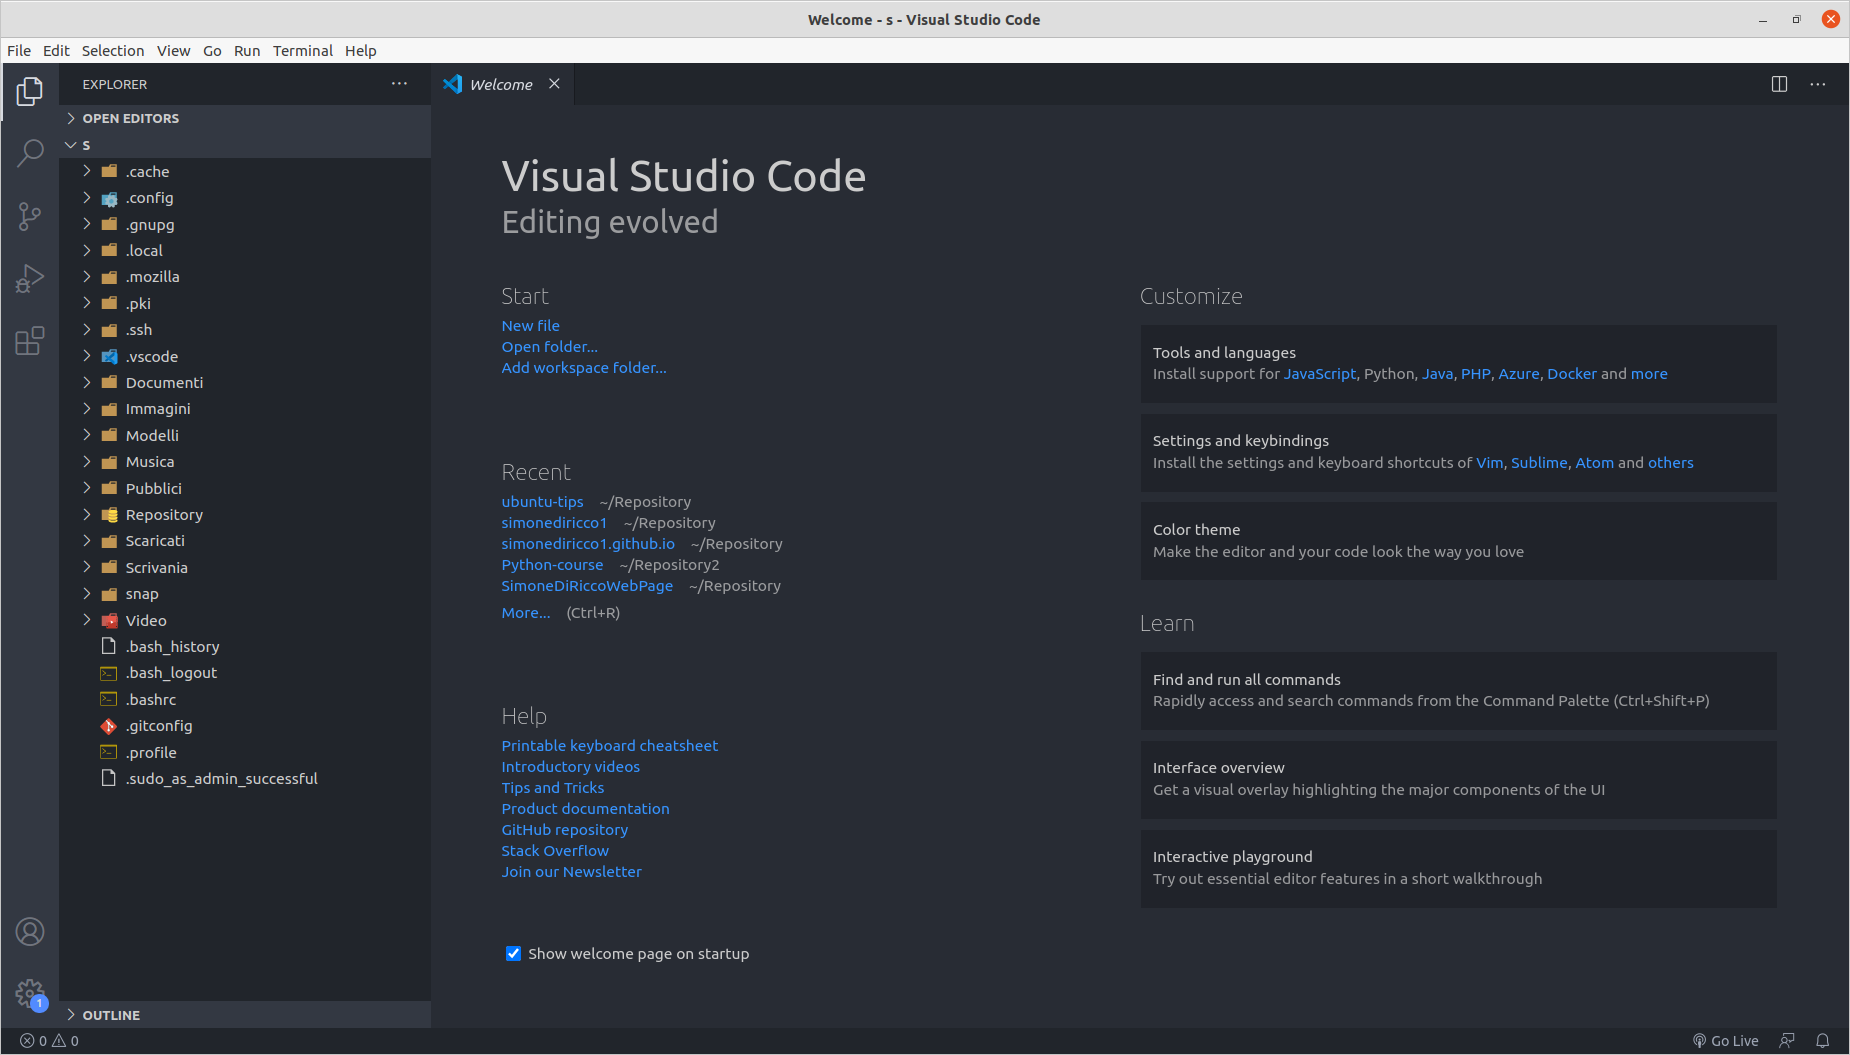 Welcome - s - Visual Studio Code
File Edit Selection View Go Run Terminal Help
EXPLORER
OPEN EDITORS
S
.cache
.config
.gnupg
.local
.mozilla
.pki
.ssh
.vscode
Documenti
Immagini
Modelli
Musica
Pubblici
Repository
Scaricati
Scrivania
snap
Video
.bash_history
.bash_logout
.bashrc
.gitconfig
.profile
.sudo_as_admin_successful
OUTLINE
Welcome
Visual Studio Code
Editing evolved
Start
New file
Open folder...
Add workspace folder...
Recent
ubuntu-tips ~/Repository
simonediricco1 ~/Repository
simonediricco1.github.io ~/Repository
Python-course ~/Repository2
SimoneDiRiccoWebPage ~/Repository
More... (Ctrl+R)
Help
Printable keyboard cheatsheet
Introductory videos
Tips and Tricks
Product documentation
GitHub repository
Stack Overflow
Join our Newsletter
Show welcome page on startup
Customize
Tools and languages
Install support for JavaScript, Python, Java, PHP, Azure, Docker and more
Settings and keybindings
Install the settings and keyboard shortcuts of Vim, Sublime, Atom and others
Color theme
Make the editor and your code look the way you love
Learn
Find and run all commands
Rapidly access and search commands from the Command Palette (Ctrl+Shift+P)
Interface overview
Get a visual overlay highlighting the major components of the UI
Interactive playground
Try out essential editor features in a short walkthrough
1
0 0
Go Live